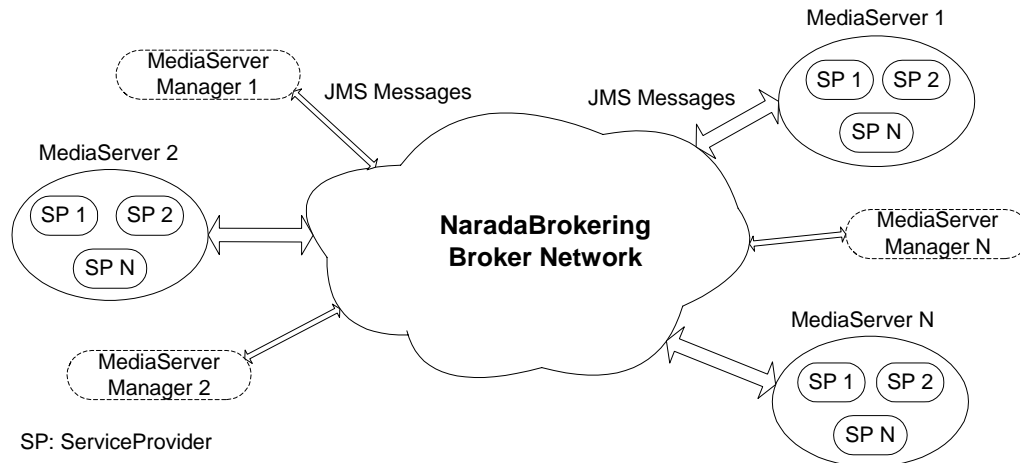 MediaServer 1
SP 1
SP 2
SP N
MediaServer
Manager 1
JMS Messages
JMS Messages
MediaServer 2
SP 1
SP 2
SP N
NaradaBrokering
Broker Network
MediaServer
Manager N
MediaServer
Manager 2
MediaServer N
SP 1
SP 2
SP N
SP: ServiceProvider